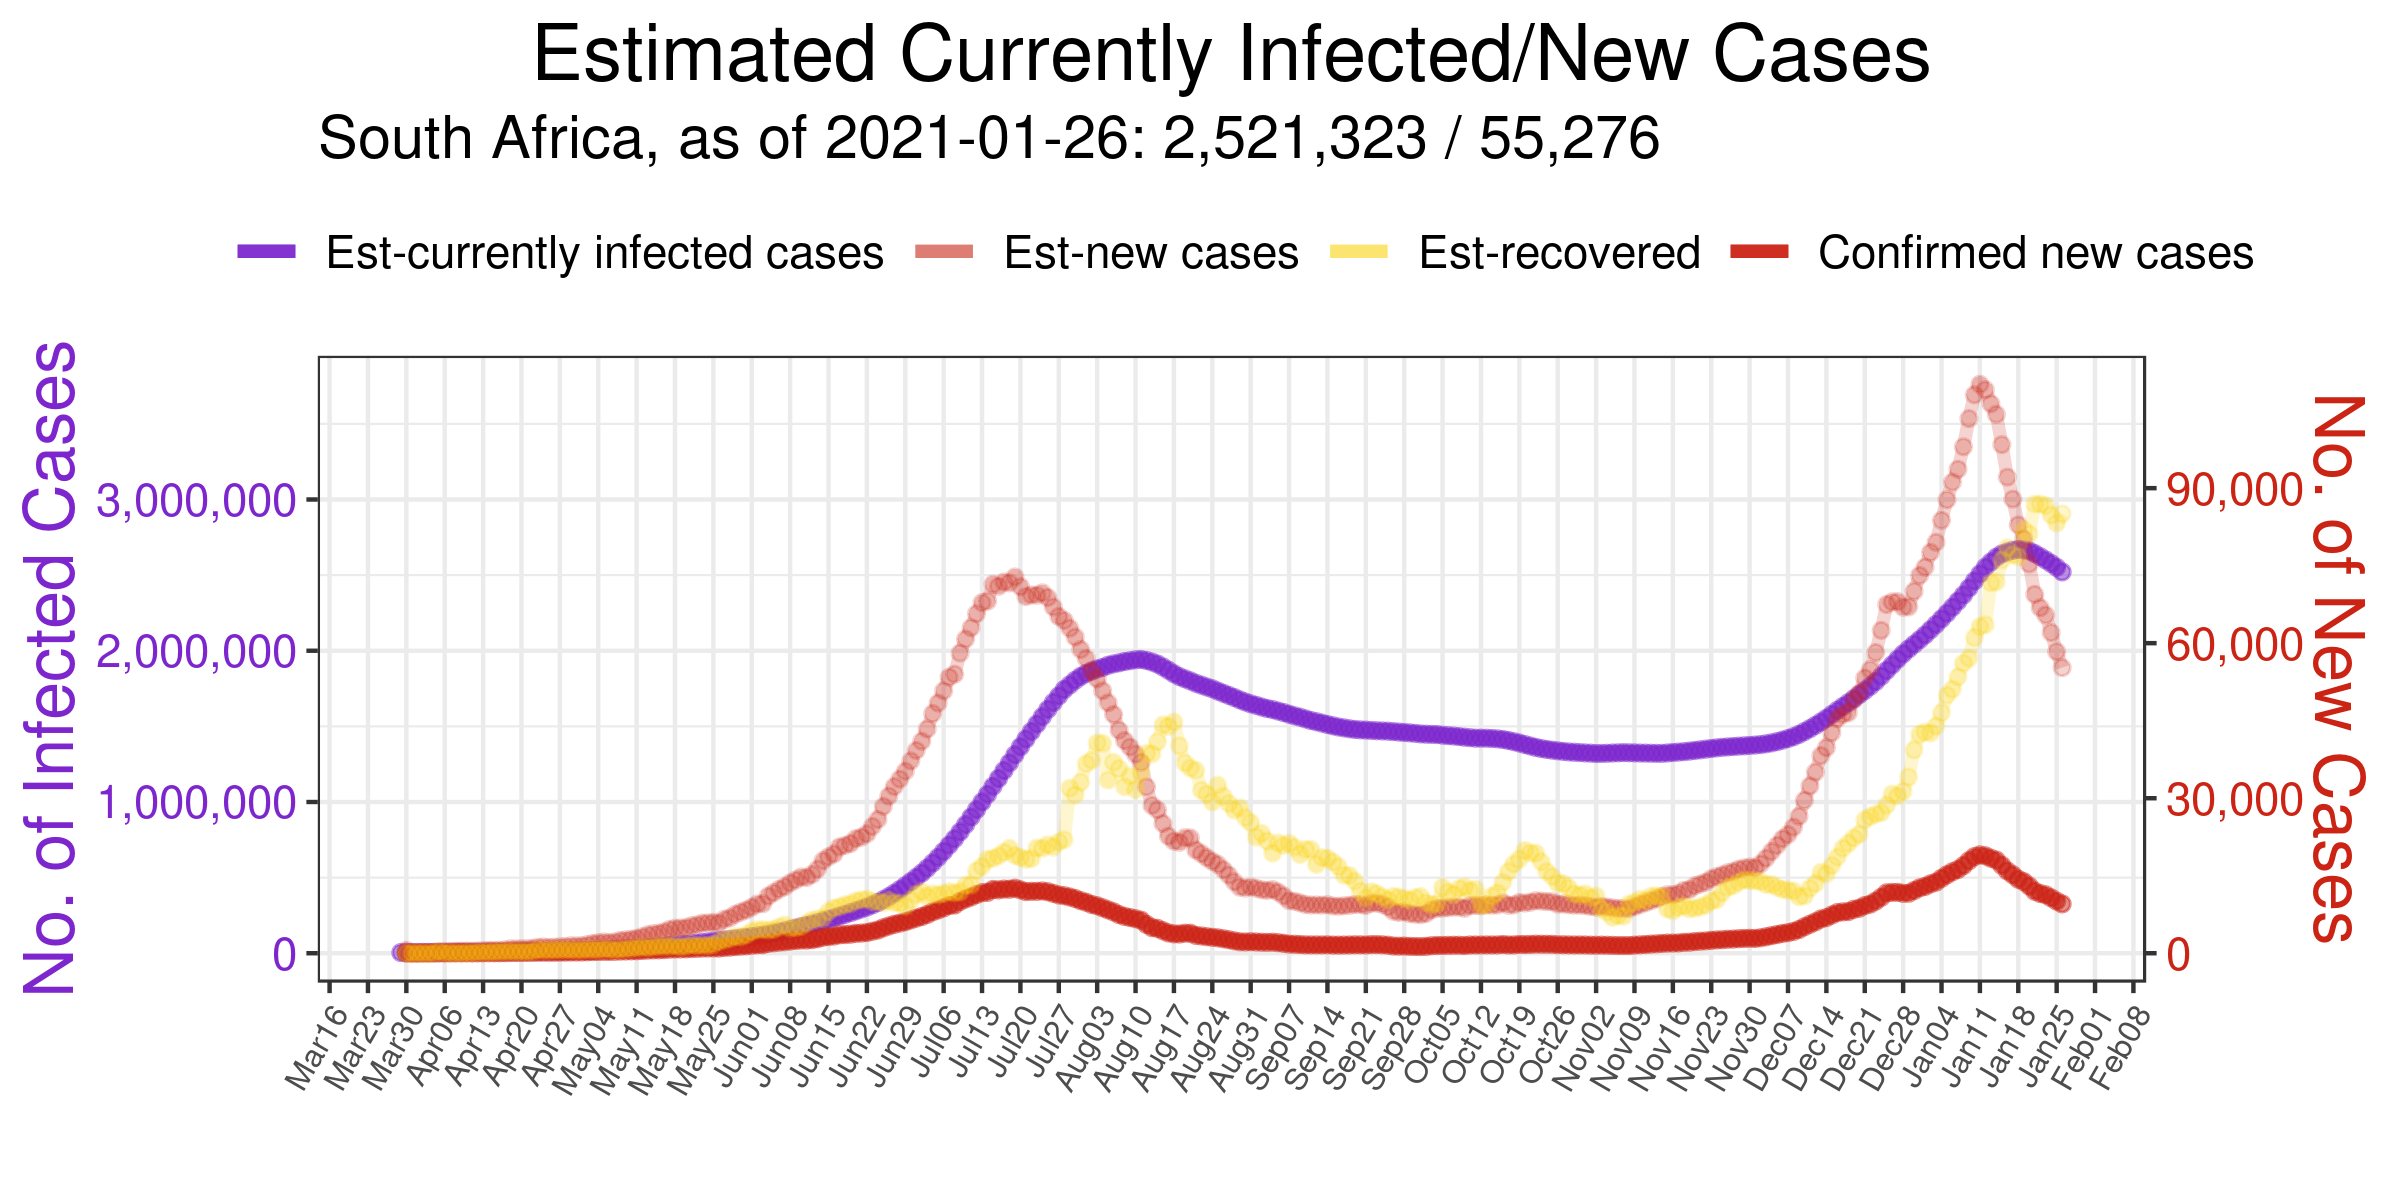 Estimated Currently Infected/New Cases
South Africa, as of 2021-01-26: 2,521,323 / 55,276
Est-currently infected cases Est-new cases Est-recovered Confirmed new cases
No. of Infected Cases
3,000,000
2,000,000
1,000,000
0
90,000
60,000
30,000
0
No. of New Cases
Mar16 Mar23 Mar30 Apr06 Apr13 Apr20 Apr27 May04 May11 May18 May25 Jun01 Jun08 Jun15 Jun22 Jun29 Jul06 Jul13 Jul20 Jul27 Aug03 Aug10 Aug17 Aug24 Aug31 Sep07 Sep14 Sep21 Sep28 Oct05 Oct12 Oct19 Oct26 Nov02 Nov09 Nov16 Nov23 Nov30 Dec07 Dec14 Dec21 Dec28 Jan04 Jan11 Jan18 Jan25 Feb01 Feb08